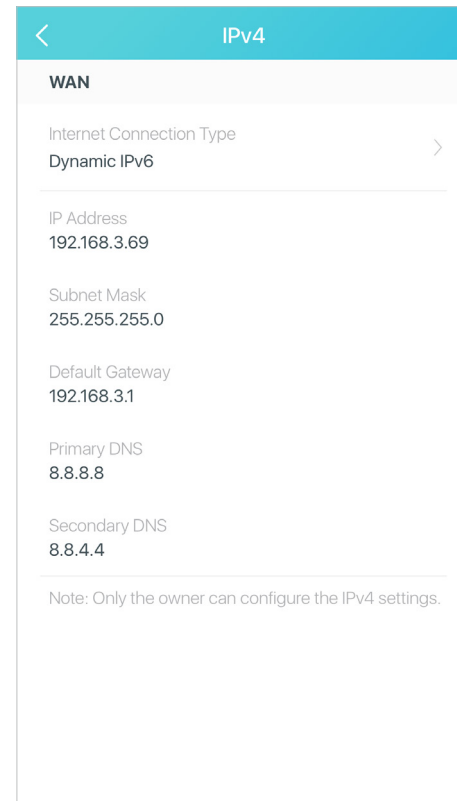 IPv4
WAN
Internet Connection Type
Dynamic IPv6
IP Address
192.168.3.69
Subnet Mask
255.255.255.0
Default Gateway
192.168.3.1
Primary DNS
8.8.8.8
Secondary DNS
8.8.4.4
Note: Only the owner can configure the IPv4 settings.